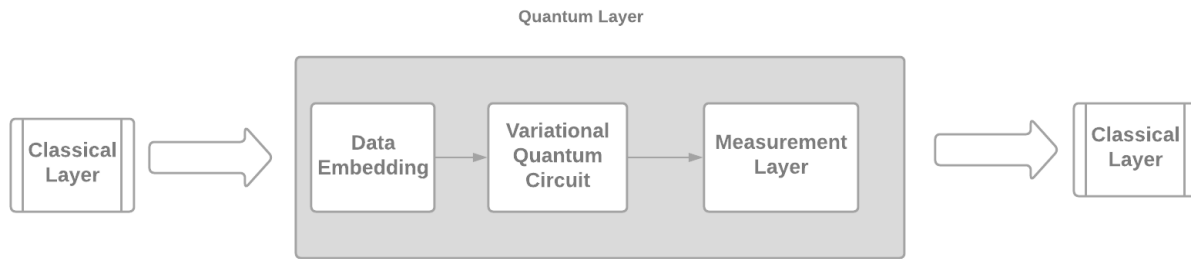 Quantum Layer
Classical
Layer
Data
Embedding
Variational
Quantum
Circuit
Measurement
Layer
Classical
Layer